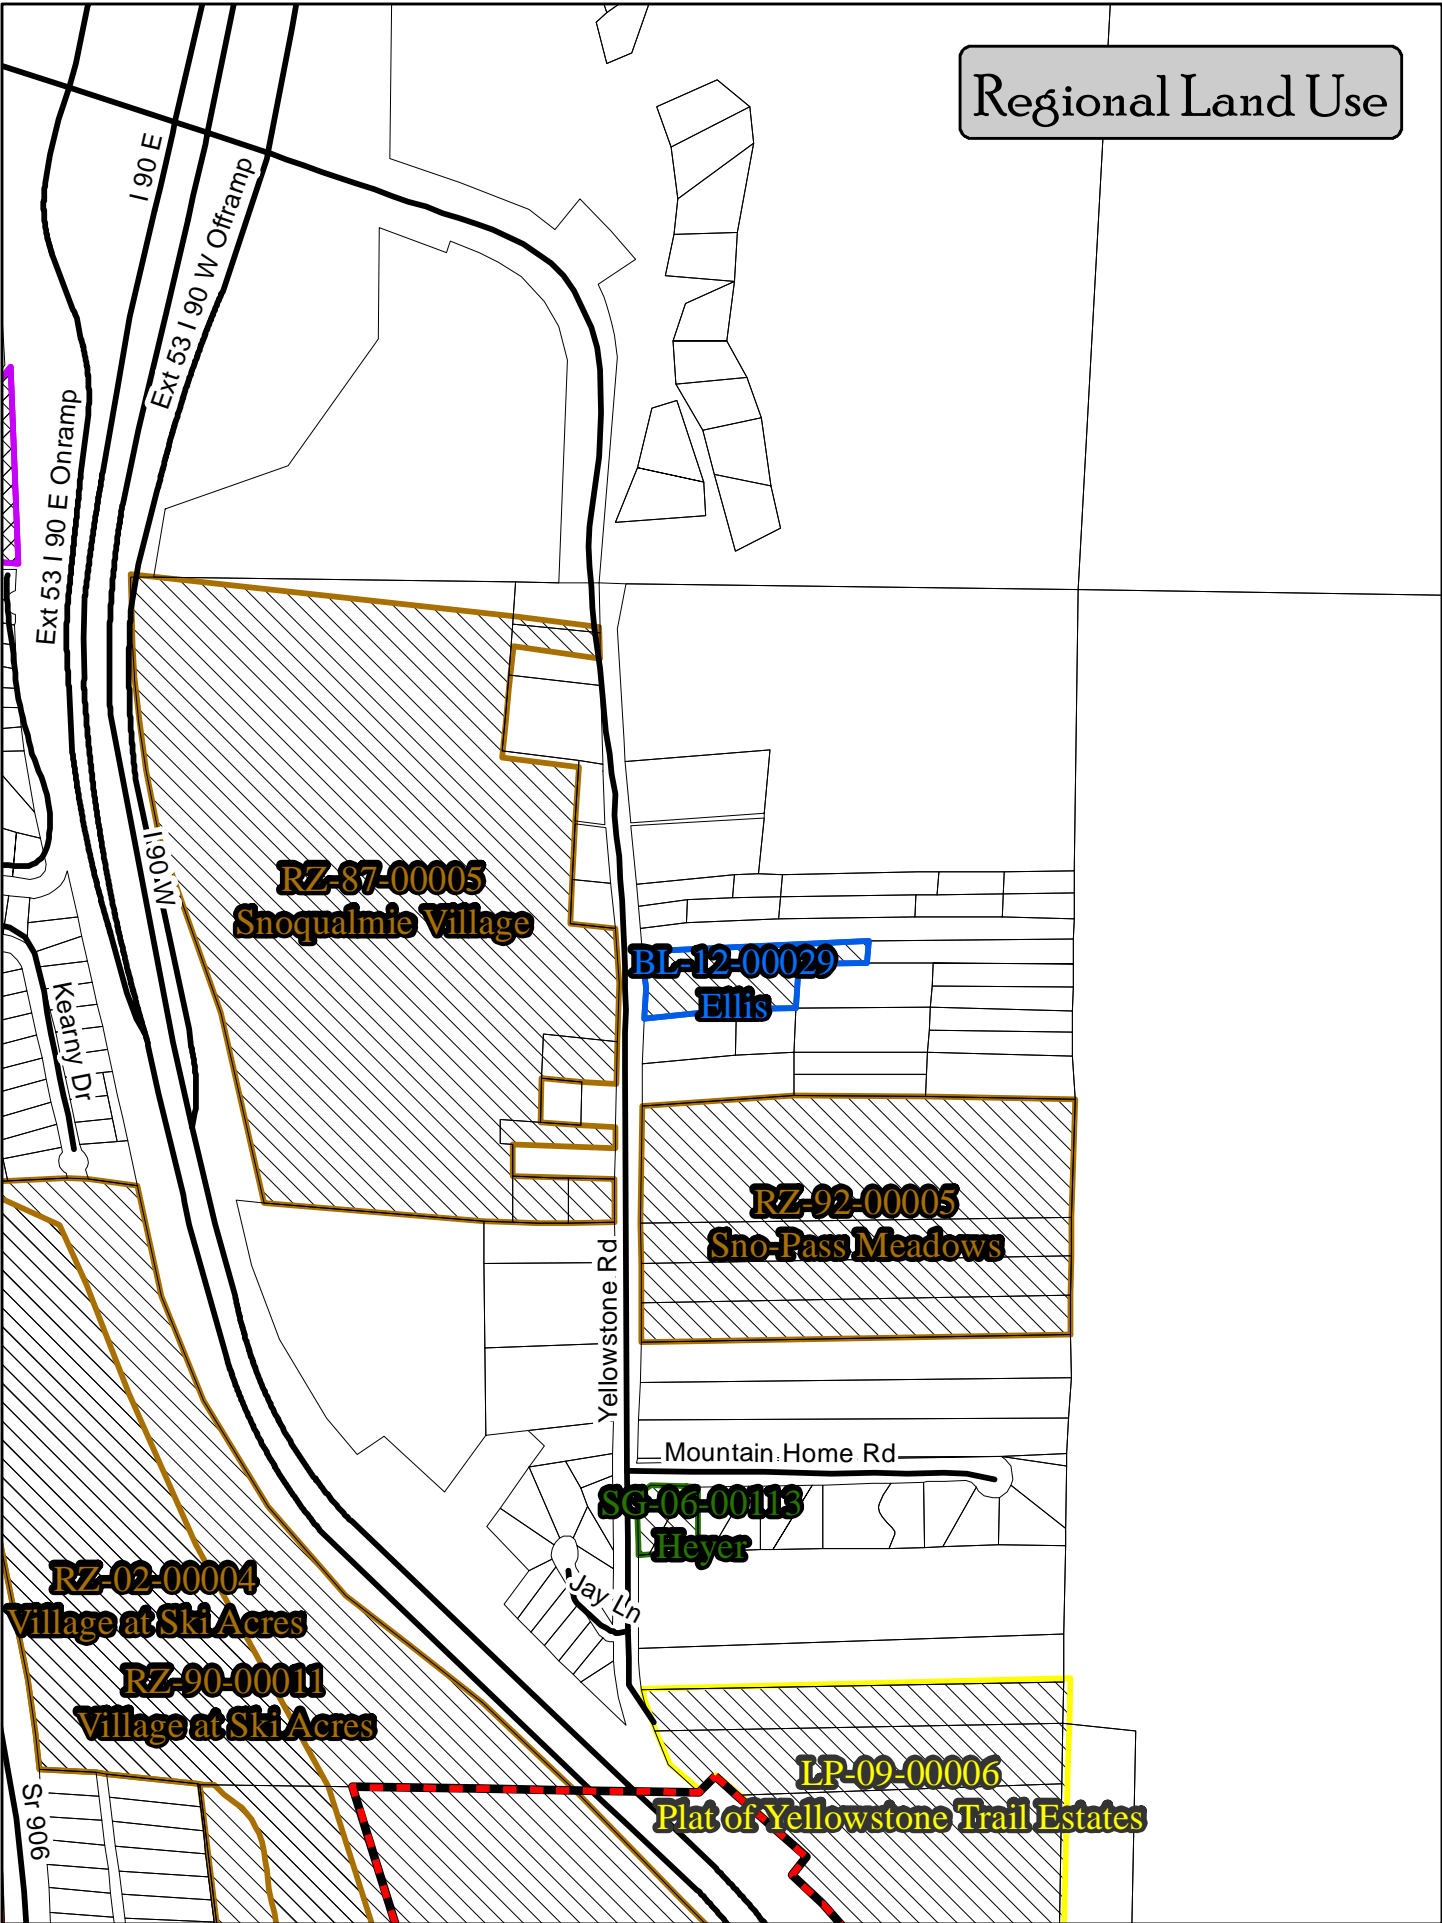 Regional Land Use
I 90 E
Ext 53 I 90 W Offramp
Ext 53 I 90 E Onramp
I 90 W
RZ-87-00005
Snoqualmie Village
BL-12-00029
Ellis
Kearny Dr
RZ-92-00005
Sno-Pass Meadows
Yellowstone Rd
Mountain Home Rd
SG-06-00113
Heyer
Jay Ln
RZ-02-00004
Village at Ski Acres
RZ-90-00011
Village at Ski Acres
LP-09-00006
Plat of Yellowstone Trail Estates
Sr 906